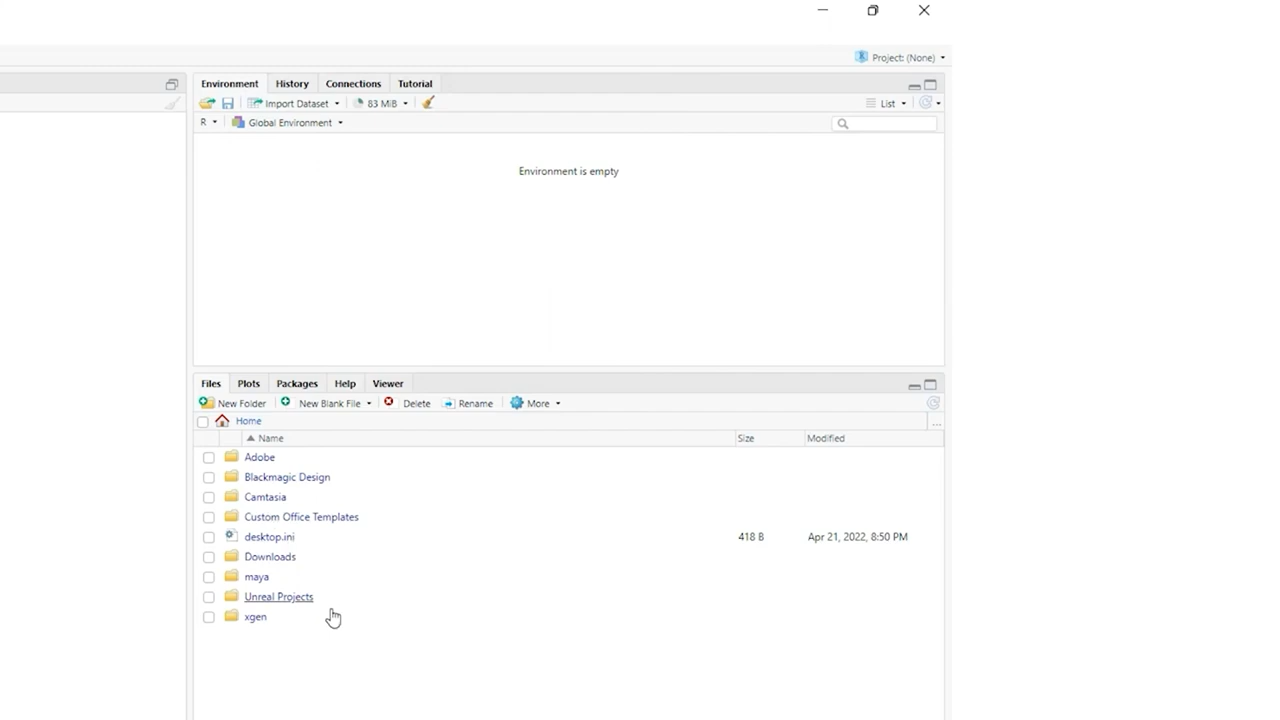 Project: (None)
Environment History Connections Tutorial
Import Dataset 83 MiB List
R Global Environment
Environment is empty
Files Plots Packages Help Viewer
New Folder New Blank File Delete Rename More
Home ...
Name Size Modified
Adobe
Blackmagic Design
Camtasia
Custom Office Templates
desktop.ini 418 B Apr 21, 2022, 8:50 PM
Downloads
maya
Unreal Projects
xgen